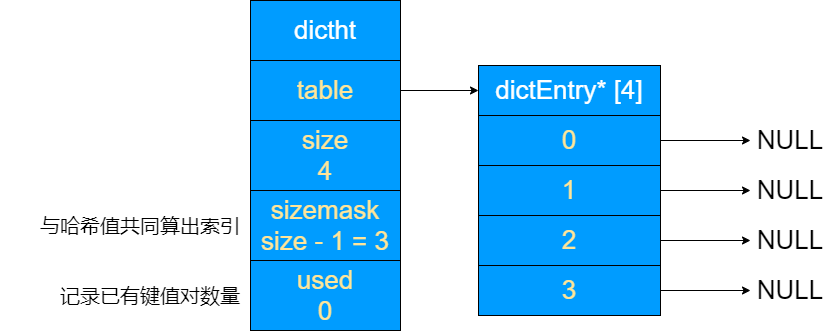 dictht
table
size
4
与哈希值共同算出索引
sizemask
size - 1 = 3
记录已有键值对数量
used
0
dictEntry* [4]
0
NULL
1
NULL
2
NULL
3
NULL